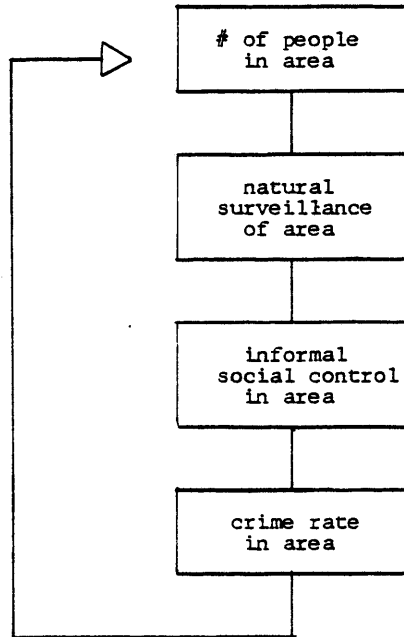 # of people
in area
natural
surveillance
of area
informal
social control
in area
crime rate
in area